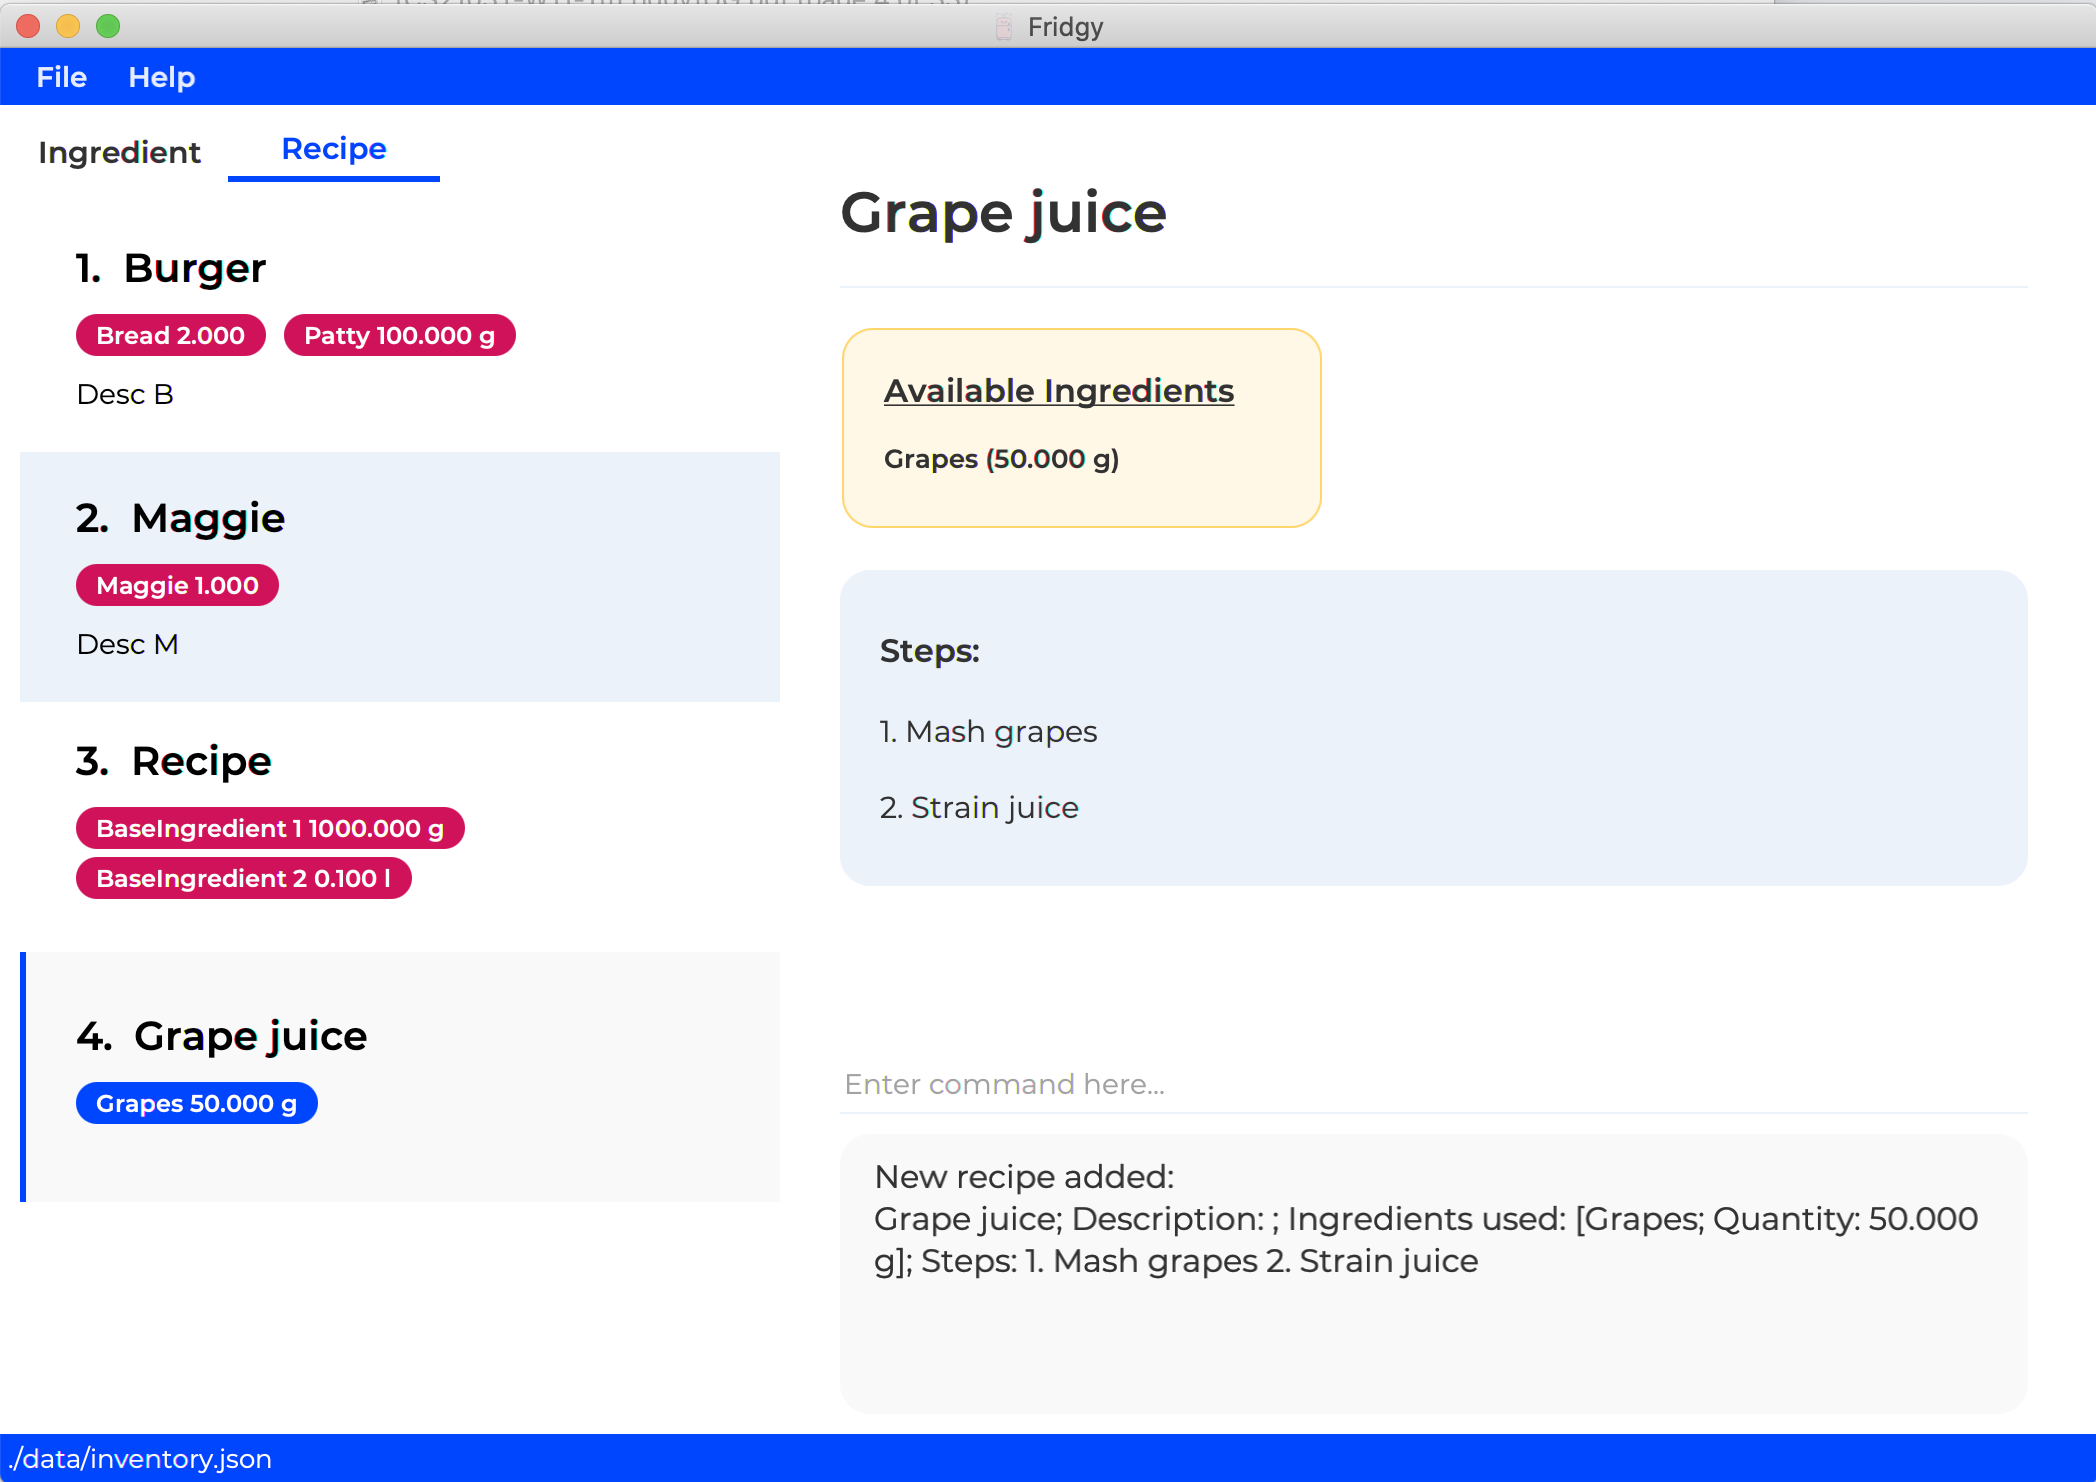 Fridgy
File Help
Ingredient Recipe
1. Burger
Bread 2.000 Patty 100.000 g
Desc B
2. Maggie
Maggie 1.000
Desc M
3. Recipe
BaseIngredient 1 1000.000 g
BaseIngredient 2 0.100 l
4. Grape juice
Grapes 50.000 g
Grape juice
Available Ingredients
Grapes (50.000 g)
Steps:
1. Mash grapes
2. Strain juice
Enter command here...
New recipe added:
Grape juice; Description: ; Ingredients used: [Grapes; Quantity: 50.000
g]; Steps: 1. Mash grapes 2. Strain juice
./data/inventory.json